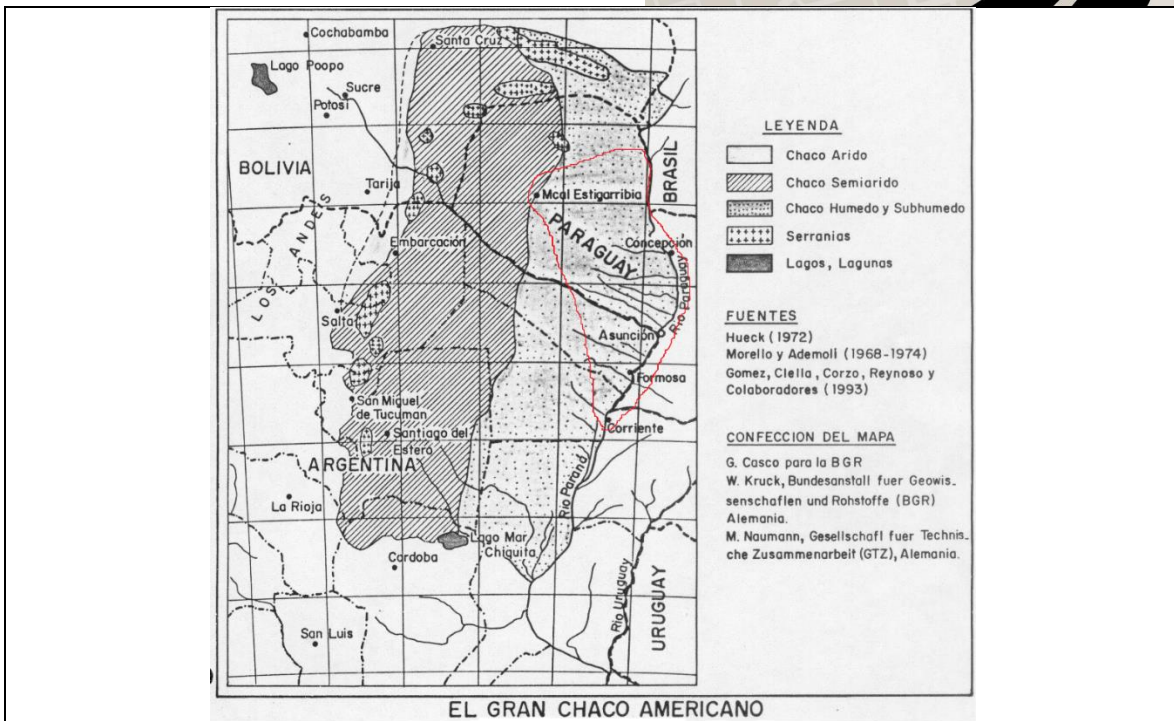 Cochabamba
Santa Cruz
Lago Poopo
Sucre
Potosi
BOLIVIA
Tarija
LOS ANDES
Embarcación
Salta
Mcal Estigarribia
BRASIL
PARAGUAY
Concepción
Rio Paraguay
Asunción
Formosa
Corriente
San Miguel
de Tucuman
Santiago del
Estero
ARGENTINA
Rio Paraná
La Rioja
Lago Mar
Chiquita
Cordoba
San Luis
Rio Uruguay
URUGUAY
LEYENDA
Chaco Arido
Chaco Semiarido
Chaco Humedo y Subhumedo
Serranias
Lagos, Lagunas
FUENTES
Hueck (1972)
Morello y Ademoli (1968-1974)
Gomez, Clella, Corzo, Reynoso y
Colaboradores (1993)
CONFECCION DEL MAPA
G. Casco para la BGR
W. Kruck, Bundesanstall fuer Geowis_
senschaflen und Rohstoffe (BGR)
Alemania.
M. Naumann, Gesellschafl fuer Technis_
che Zusammenarbeit (GTZ), Alemania.
EL GRAN CHACO AMERICANO